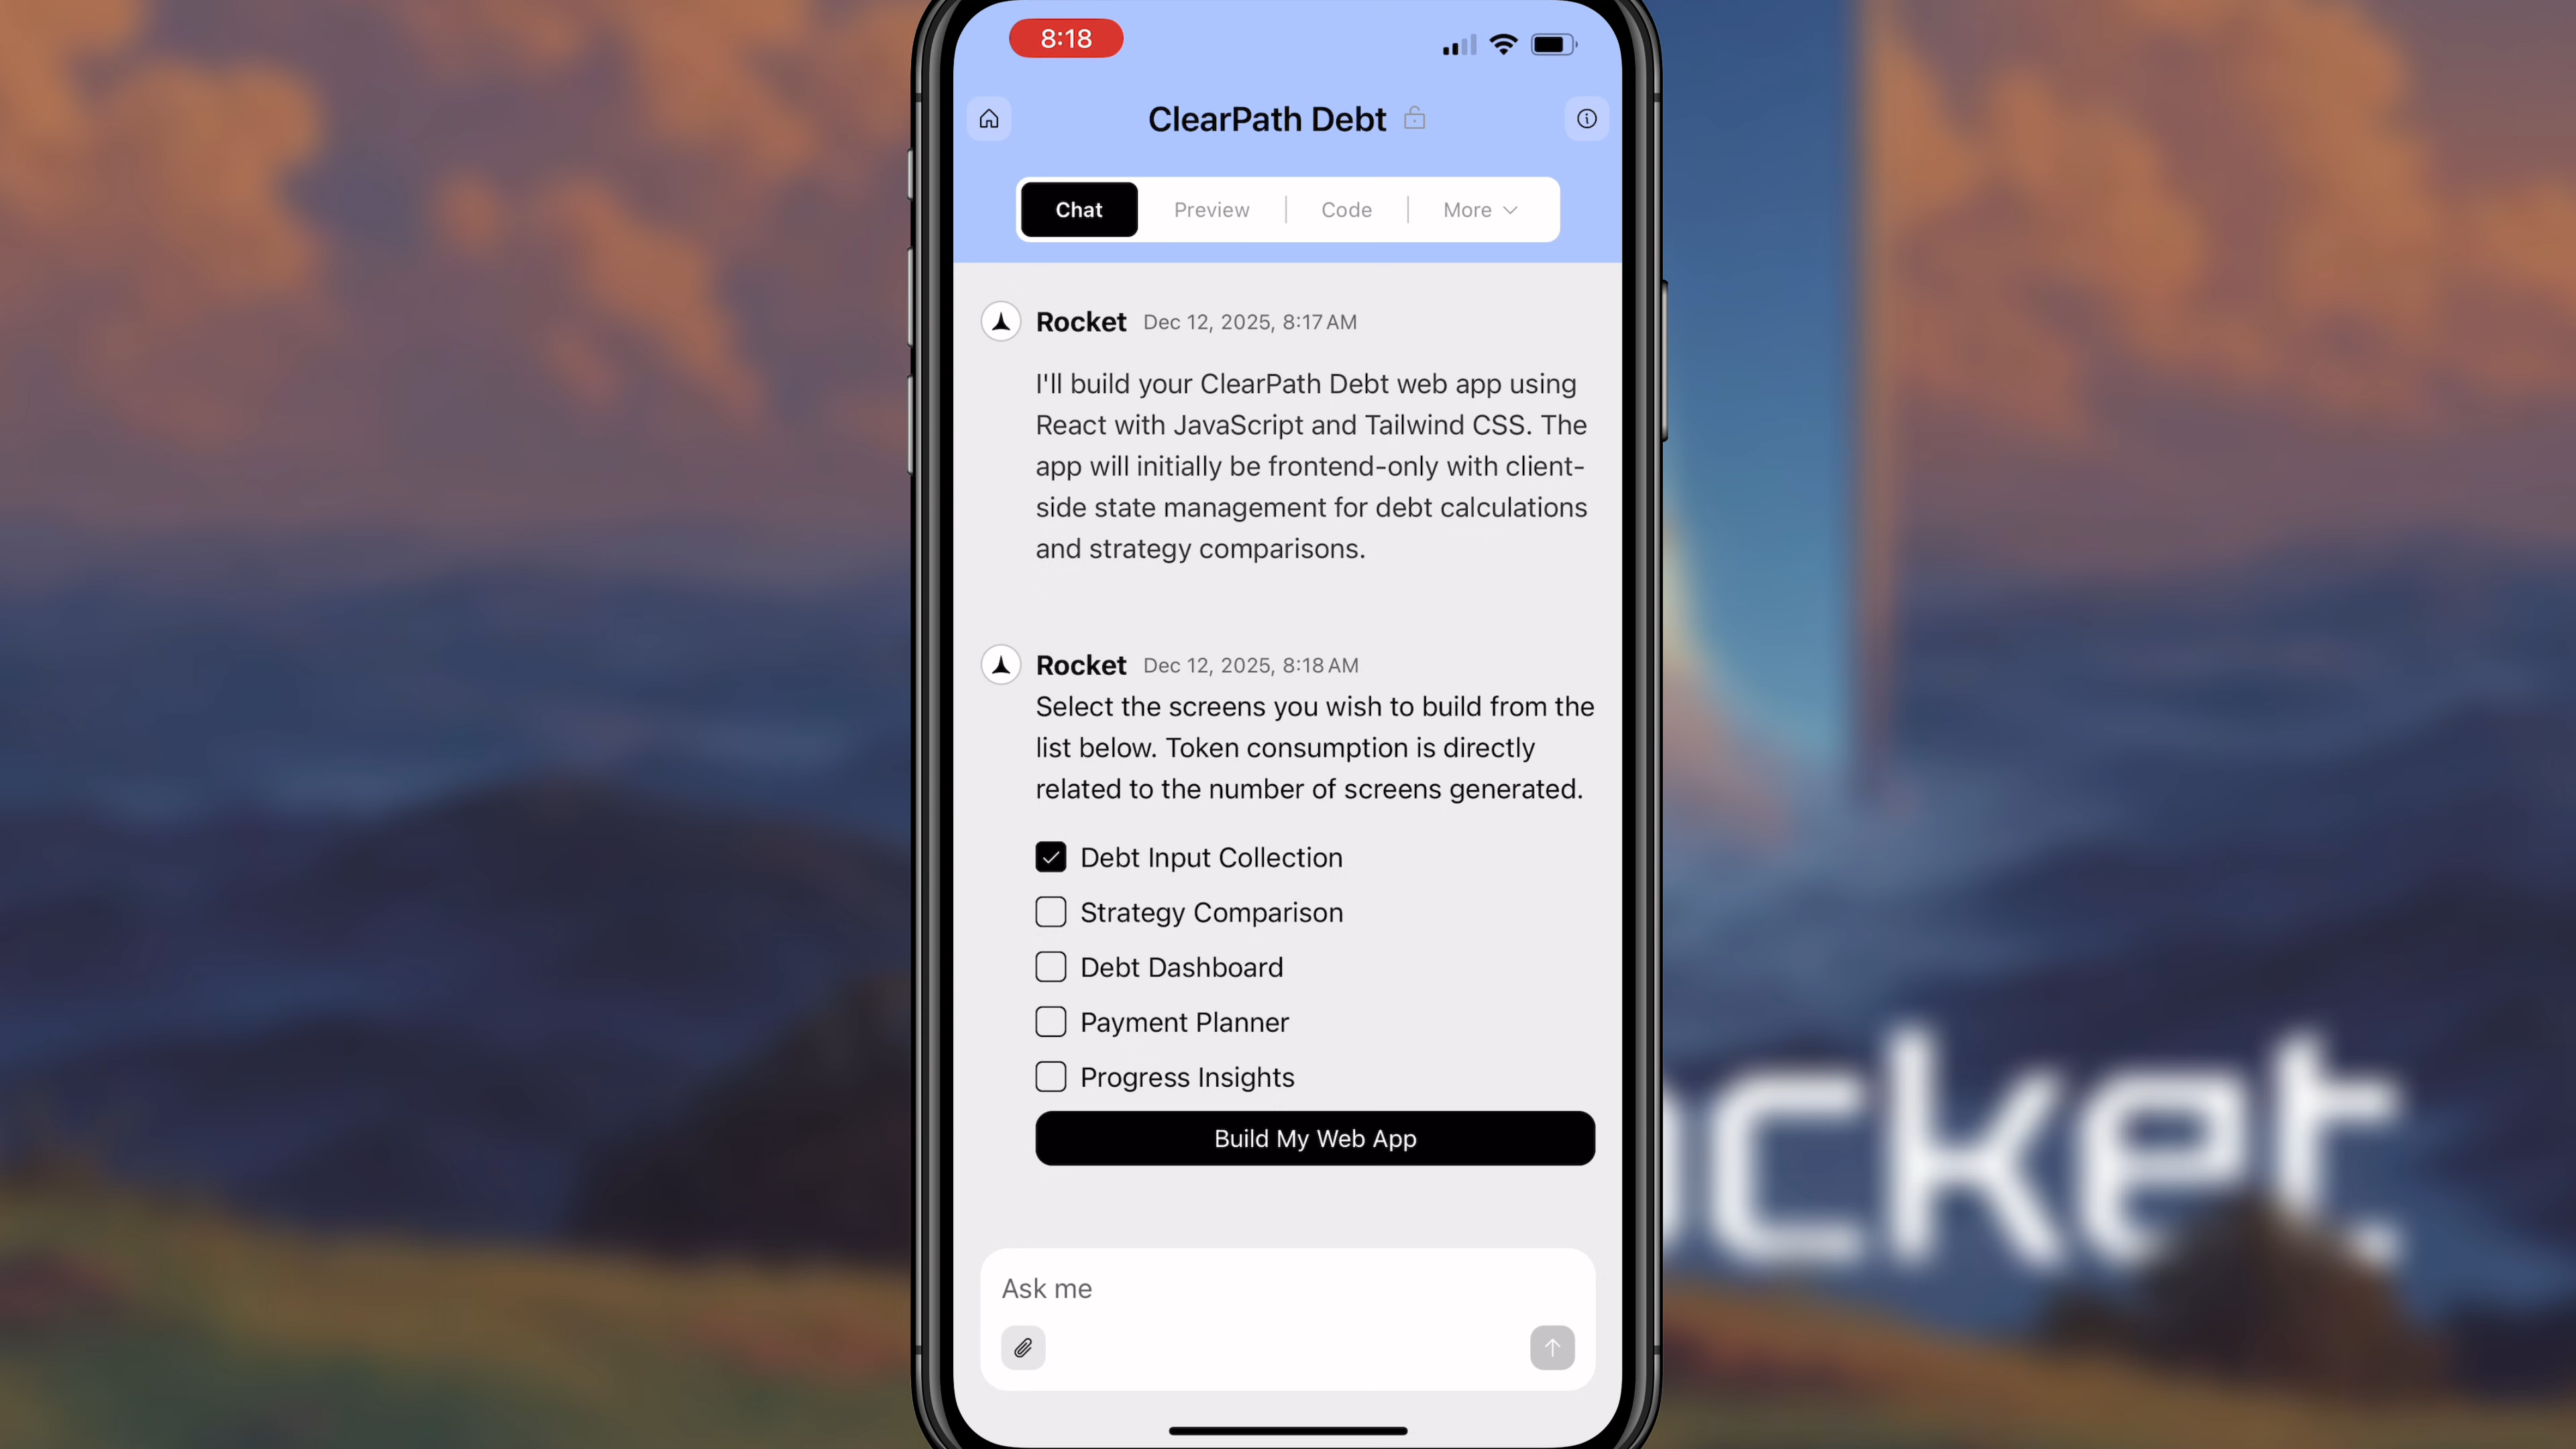 8:18
ClearPath Debt
Chat
Preview
Code
More
Rocket Dec 12, 2025, 8:17 AM
I'll build your ClearPath Debt web app using
React with JavaScript and Tailwind CSS. The
app will initially be frontend-only with client-
side state management for debt calculations
and strategy comparisons.
Rocket Dec 12, 2025, 8:18 AM
Select the screens you wish to build from the
list below. Token consumption is directly
related to the number of screens generated.
Debt Input Collection
Strategy Comparison
Debt Dashboard
Payment Planner
Progress Insights
Build My Web App
Ask me
ocket